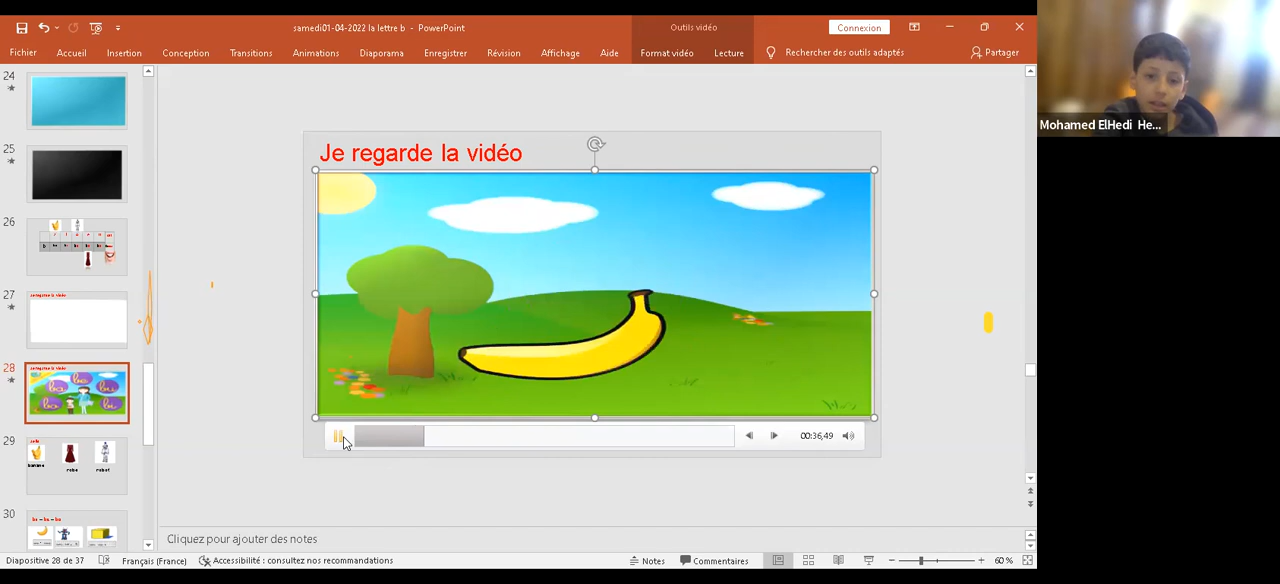 samedi01-04-2022 la lettre b - PowerPoint
Outils vidéo
Connexion
Fichier Accueil Insertion Conception Transitions Animations Diaporama Enregistrer Révision Affichage Aide Format vidéo Lecture Rechercher des outils adaptés Partager
Mohamed ElHedi He...
24
25
26
27
28
29
banane robe robot
30
Je regarde la vidéo
00:36,49
Cliquez pour ajouter des notes
Diapositive 28 de 37 Français (France) Accessibilité : consultez nos recommandations Notes Commentaires 60 %